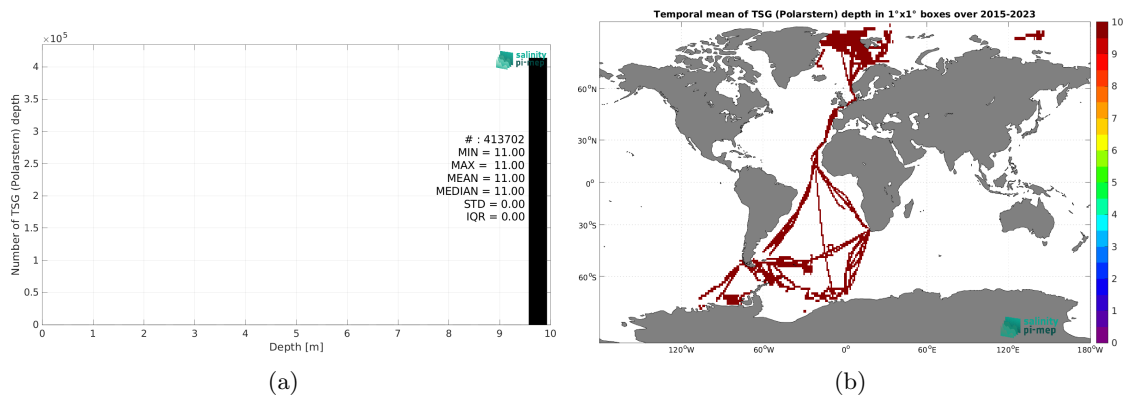 ×10⁵
4
3.5
3
2.5
2
1.5
1
0.5
0
Number of TSG (Polarstern) depth
salinity
pi-mep
# : 413702
MIN = 11.00
MAX = 11.00
MEAN = 11.00
MEDIAN = 11.00
STD = 0.00
IQR = 0.00
0 1 2 3 4 5 6 7 8 9 10
Depth [m]
(a)
Temporal mean of TSG (Polarstern) depth in 1°x1° boxes over 2015-2023
60°N
30°N
0°
30°S
60°S
120°W 60°W 0° 60°E 120°E 180°W
salinity
pi-mep
10
9
8
7
6
5
4
3
2
1
0
(b)